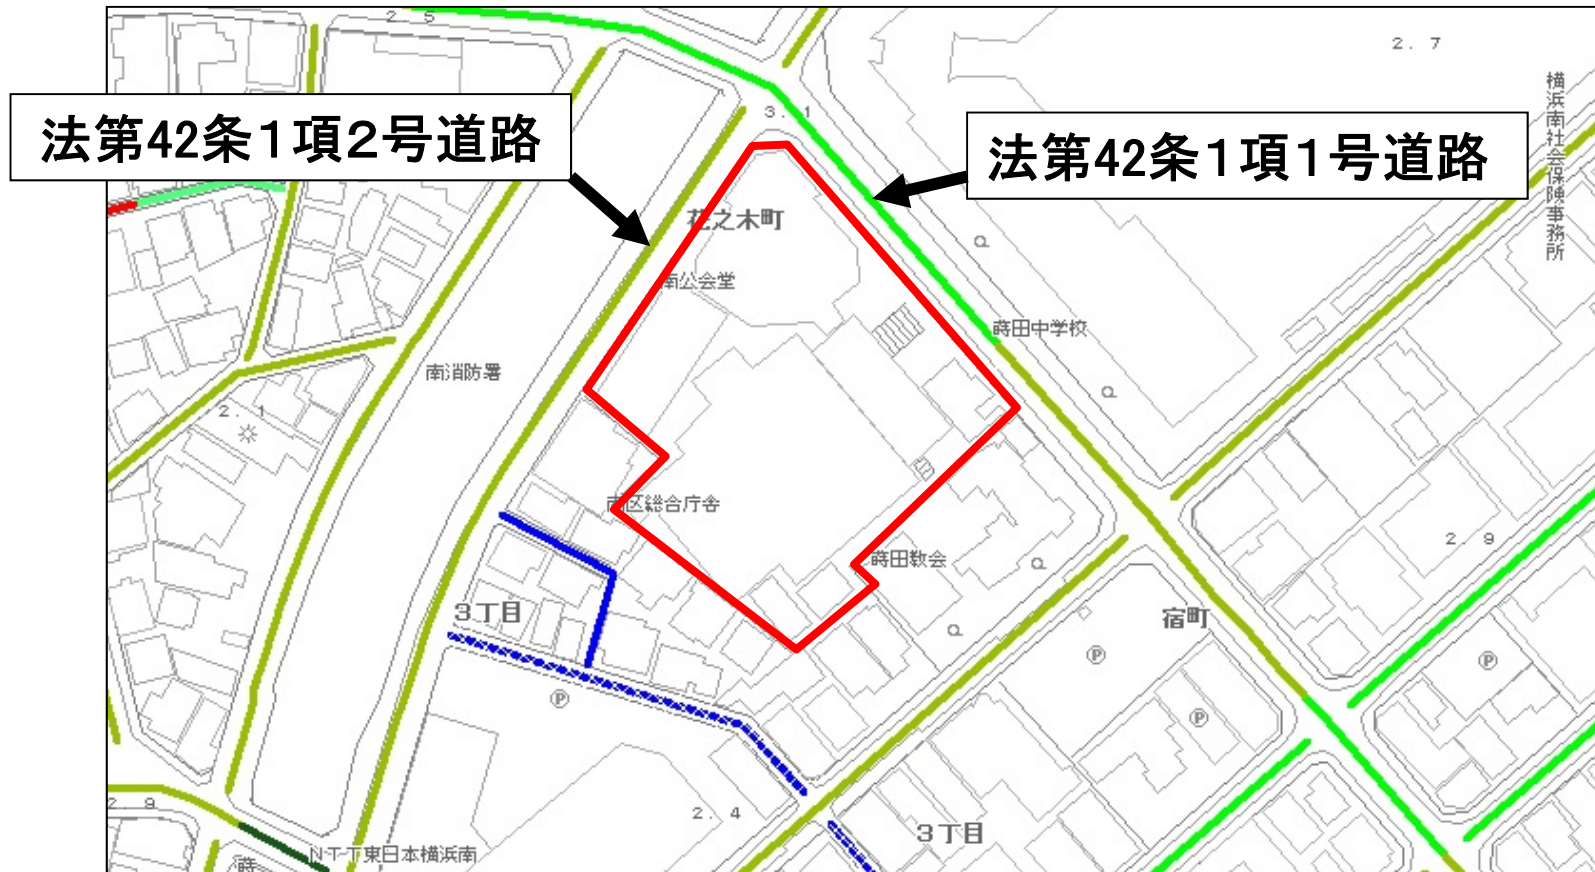 2.5
2.7
3.1
法第42条1項2号道路
法第42条1項1号道路
横浜南社会保険事務所
花之木町
南公会堂
蒔田中学校
南消防署
2.1
南区総合庁舎
2.9
蒔田教会
3丁目
宿町
Ⓟ
Ⓟ
Ⓟ
Ⓟ
2.9
2.4
3丁目
NTT東日本横浜南
蒔